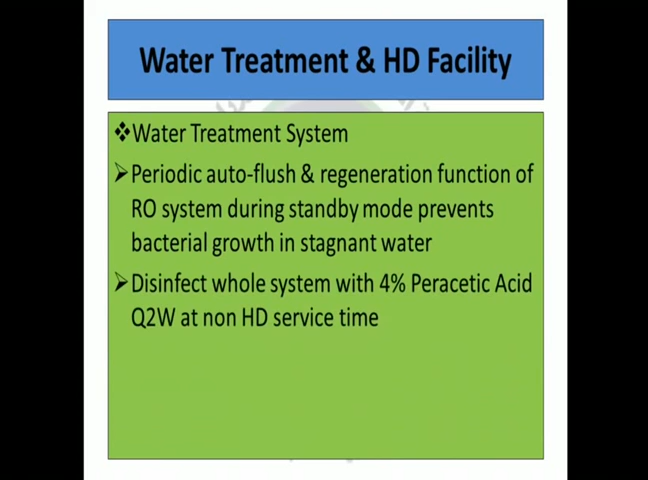 Water Treatment & HD Facility
❖Water Treatment System
➢Periodic auto-flush & regeneration function of
RO system during standby mode prevents
bacterial growth in stagnant water
➢Disinfect whole system with 4% Peracetic Acid
Q2W at non HD service time